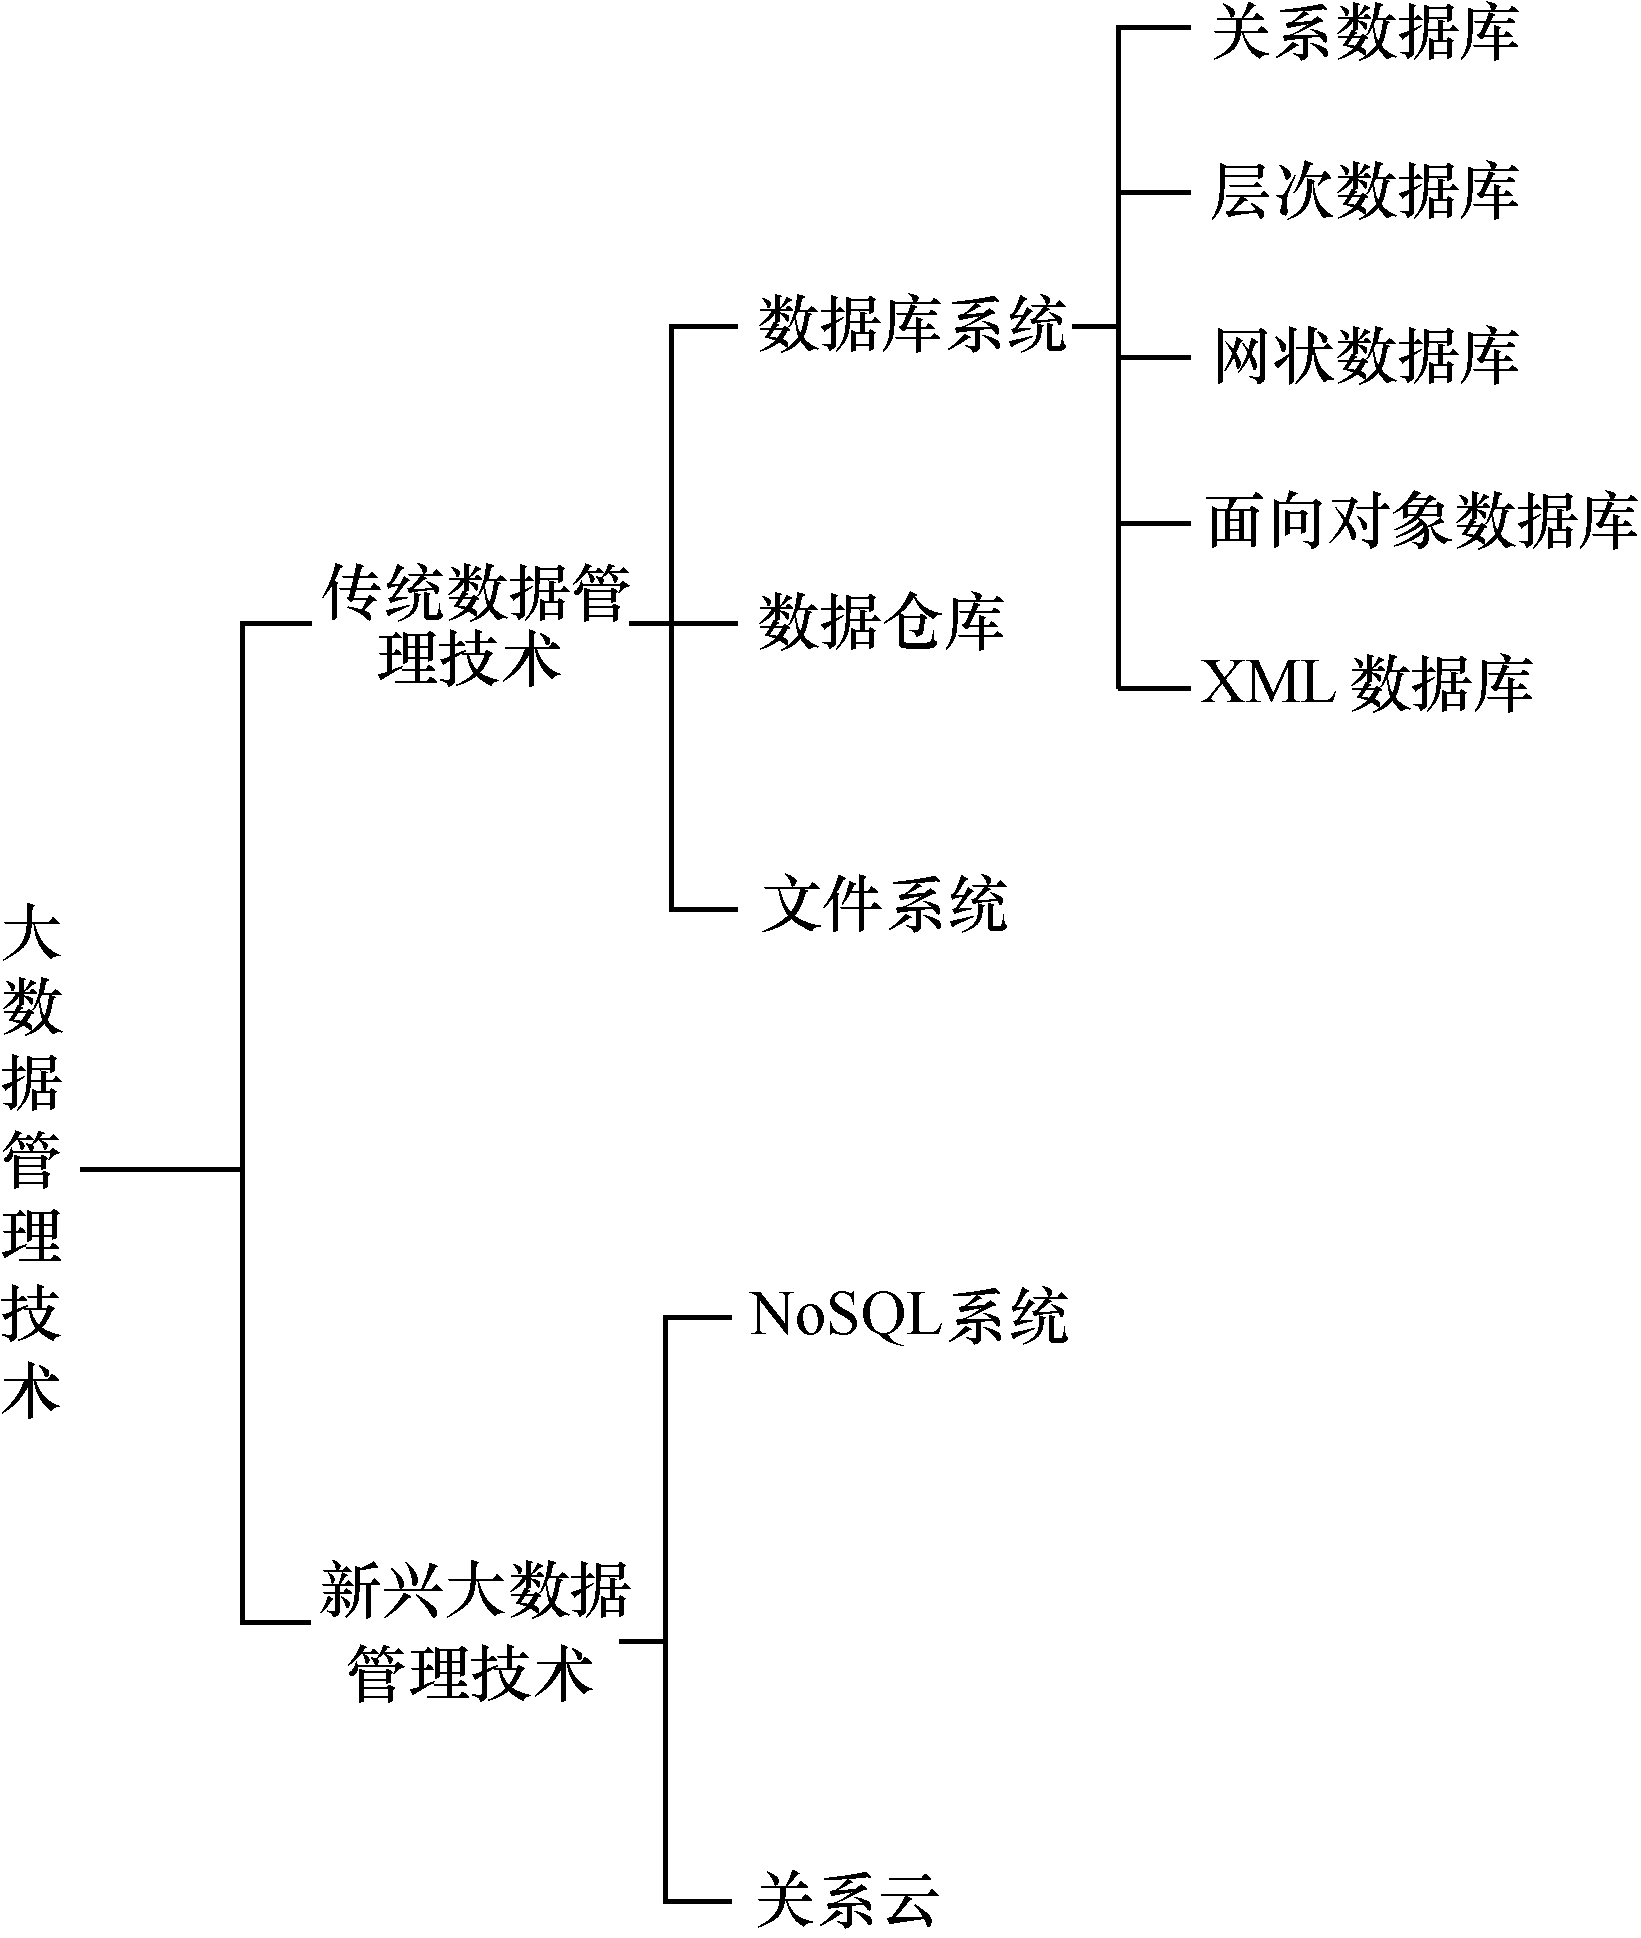 关系数据库
层次数据库
数据库系统
网状数据库
面向对象数据库
传统数据管
理技术
数据仓库
XML 数据库
文件系统
大数据管理技术
NoSQL系统
新兴大数据
管理技术
关系云